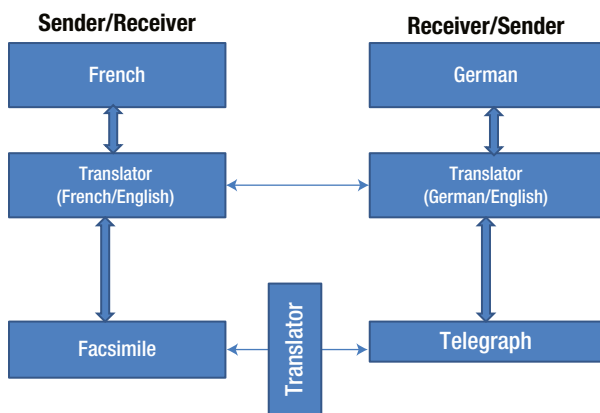 Sender/Receiver
Receiver/Sender
French
German
Translator
(French/English)
Translator
(German/English)
Facsimile
Translator
Telegraph